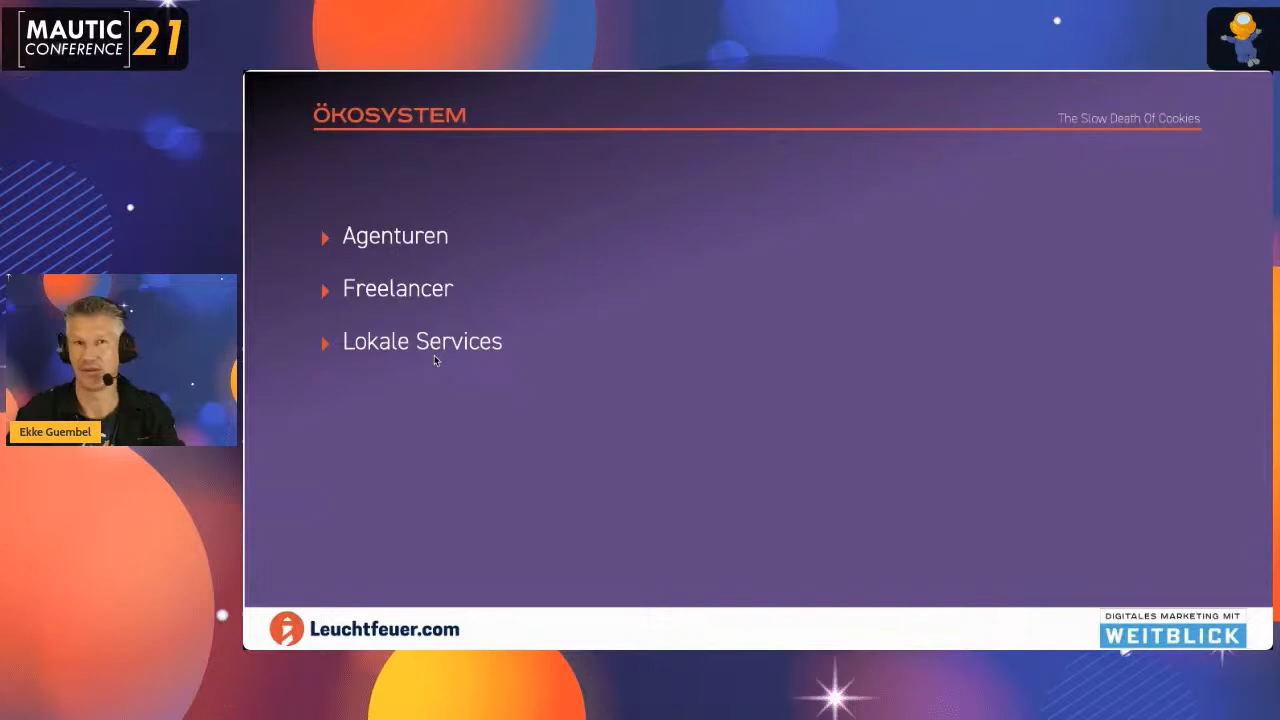 MAUTIC
CONFERENCE
21
ÖKOSYSTEM
The Slow Death Of Cookies
Agenturen
Freelancer
Lokale Services
Ekke Guembel
Leuchtfeuer.com
DIGITALES MARKETING MIT
WEITBLICK